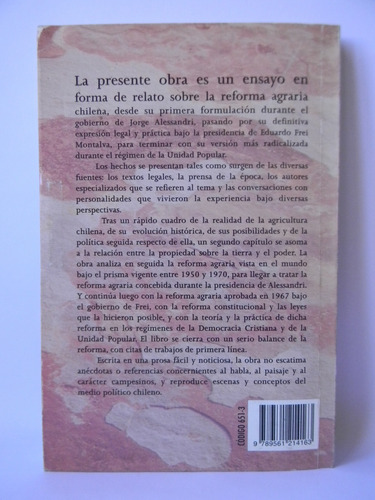 La presente obra es un ensayo en
forma de relato sobre la reforma agraria
chilena, desde su primera formulación durante el
gobierno de Jorge Alessandri, pasando por su definitiva
expresión legal y práctica bajo la presidencia de Eduardo Frei
Montalva, para terminar con su versión más radicalizada
durante el régimen de la Unidad Popular.
Los hechos se presentan tales como surgen de las diversas
fuentes: los textos legales, la prensa de la época, los autores
especializados que se refieren al tema y las conversaciones con
personalidades que vivieron la experiencia bajo diversas
perspectivas.
Tras un rápido cuadro de la realidad de la agricultura
chilena, de su evolución histórica, de sus posibilidades y de la
política seguida respecto de ella, un segundo capítulo se asoma
a la relación entre la propiedad sobre la tierra y el poder. La
obra analiza en seguida la reforma agraria vista en el mundo
bajo el prisma vigente entre 1950 y 1970, para llegar a tratar la
reforma agraria concebida durante la presidencia de Alessandri.
Y continúa luego con la reforma agraria aprobada en 1967 bajo
el gobierno de Frei, con la reforma constitucional y las leyes
que la hicieron posible, y con la teoría y la práctica de dicha
reforma en los regímenes de la Democracia Cristiana y de la
Unidad Popular. El libro se cierra con un serio balance de la
reforma, con citas de trabajos de primera línea.
Escrita en una prosa fácil y noticiosa, la obra no escatima
anécdotas o referencias concernientes al habla, al paisaje y al
carácter campesinos, y reproduce escenas y conceptos del
medio político chileno.
CODIGO 651-3
9 789561 214163